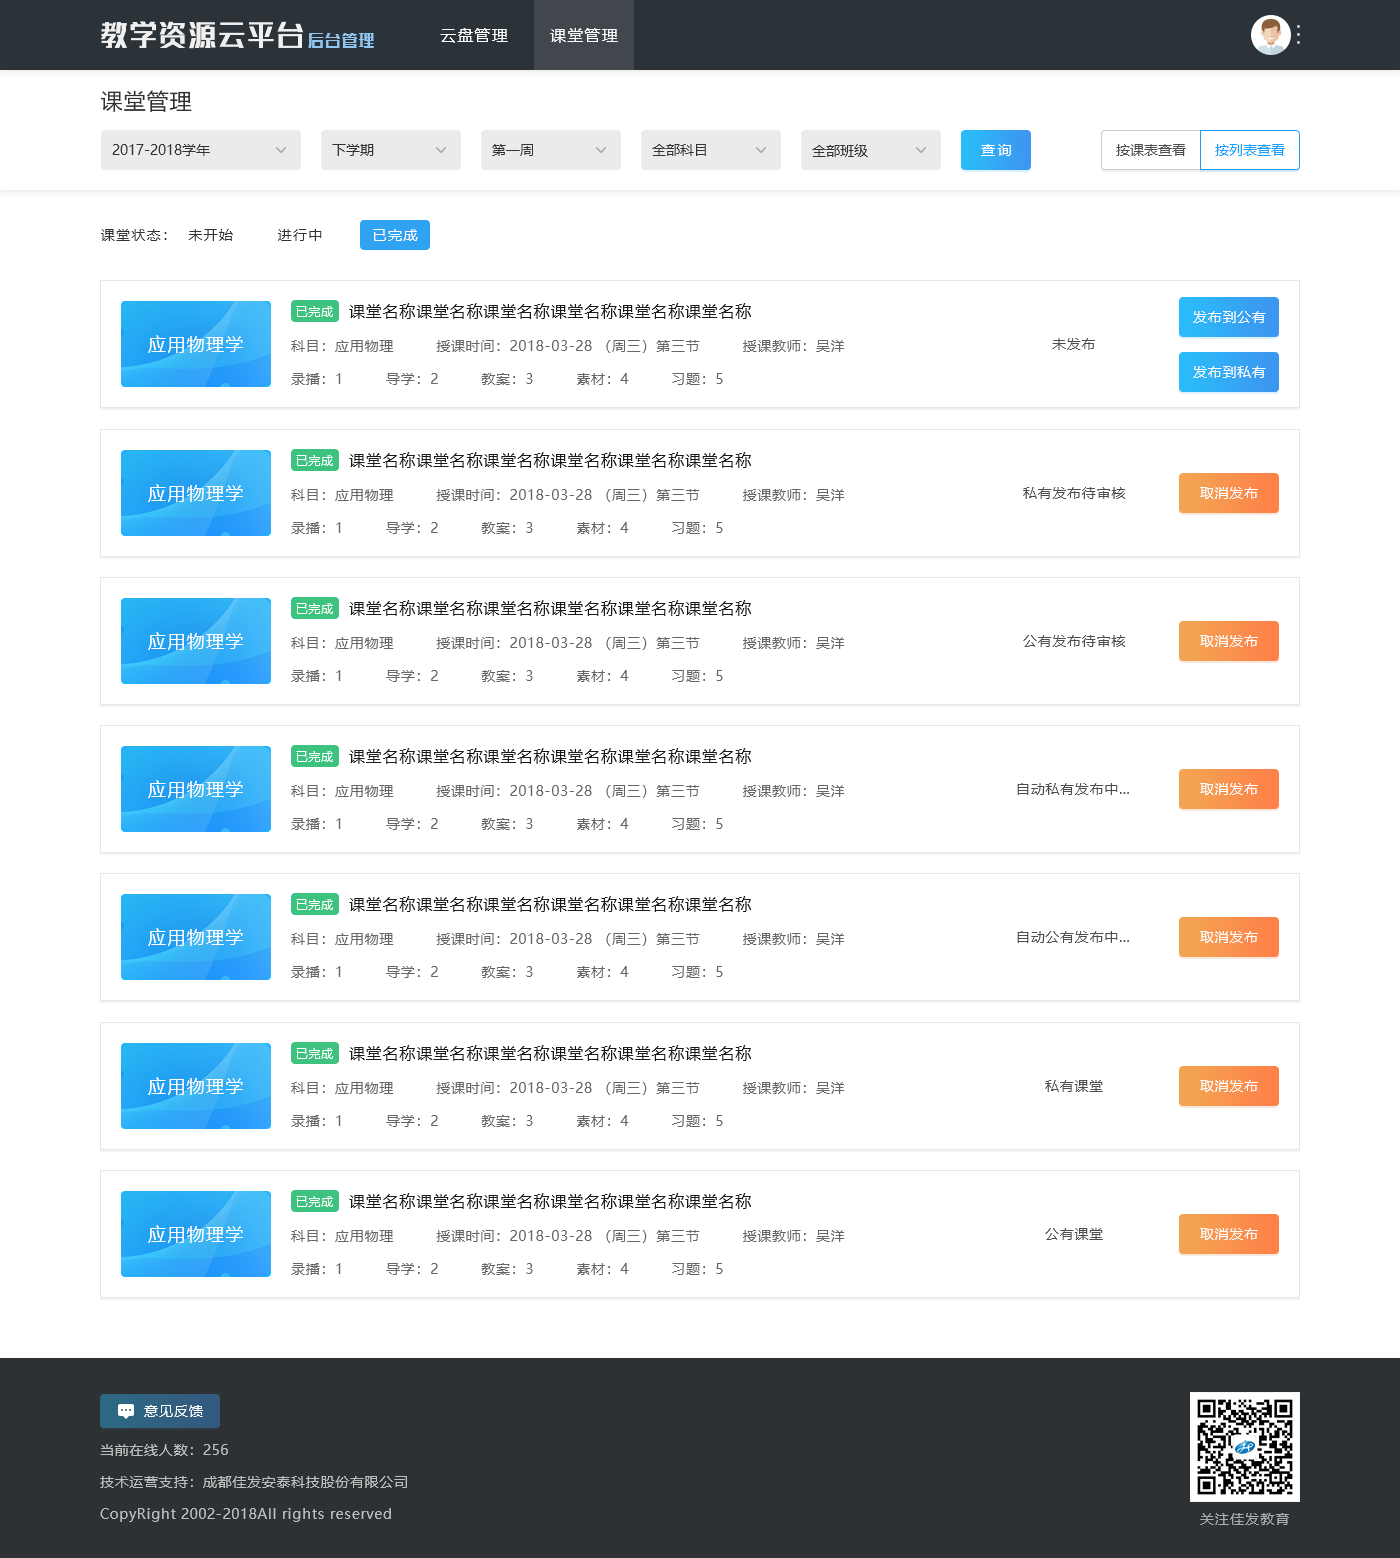 教学资源云平台 后台管理 云盘管理 课堂管理
课堂管理
2017-2018学年 下学期 第一周 全部科目 全部班级 查询 按课表查看 按列表查看
课堂状态： 未开始 进行中 已完成
应用物理学
已完成 课堂名称课堂名称课堂名称课堂名称课堂名称课堂名称
科目：应用物理 授课时间：2018-03-28 （周三）第三节 授课教师：吴洋
录播：1 导学：2 教案：3 素材：4 习题：5
未发布
发布到公有
发布到私有
应用物理学
已完成 课堂名称课堂名称课堂名称课堂名称课堂名称课堂名称
科目：应用物理 授课时间：2018-03-28 （周三）第三节 授课教师：吴洋
录播：1 导学：2 教案：3 素材：4 习题：5
私有发布待审核
取消发布
应用物理学
已完成 课堂名称课堂名称课堂名称课堂名称课堂名称课堂名称
科目：应用物理 授课时间：2018-03-28 （周三）第三节 授课教师：吴洋
录播：1 导学：2 教案：3 素材：4 习题：5
公有发布待审核
取消发布
应用物理学
已完成 课堂名称课堂名称课堂名称课堂名称课堂名称课堂名称
科目：应用物理 授课时间：2018-03-28 （周三）第三节 授课教师：吴洋
录播：1 导学：2 教案：3 素材：4 习题：5
自动私有发布中...
取消发布
应用物理学
已完成 课堂名称课堂名称课堂名称课堂名称课堂名称课堂名称
科目：应用物理 授课时间：2018-03-28 （周三）第三节 授课教师：吴洋
录播：1 导学：2 教案：3 素材：4 习题：5
自动公有发布中...
取消发布
应用物理学
已完成 课堂名称课堂名称课堂名称课堂名称课堂名称课堂名称
科目：应用物理 授课时间：2018-03-28 （周三）第三节 授课教师：吴洋
录播：1 导学：2 教案：3 素材：4 习题：5
私有课堂
取消发布
应用物理学
已完成 课堂名称课堂名称课堂名称课堂名称课堂名称课堂名称
科目：应用物理 授课时间：2018-03-28 （周三）第三节 授课教师：吴洋
录播：1 导学：2 教案：3 素材：4 习题：5
公有课堂
取消发布
意见反馈
当前在线人数：256
技术运营支持：成都佳发安泰科技股份有限公司
CopyRight 2002-2018All rights reserved
关注佳发教育